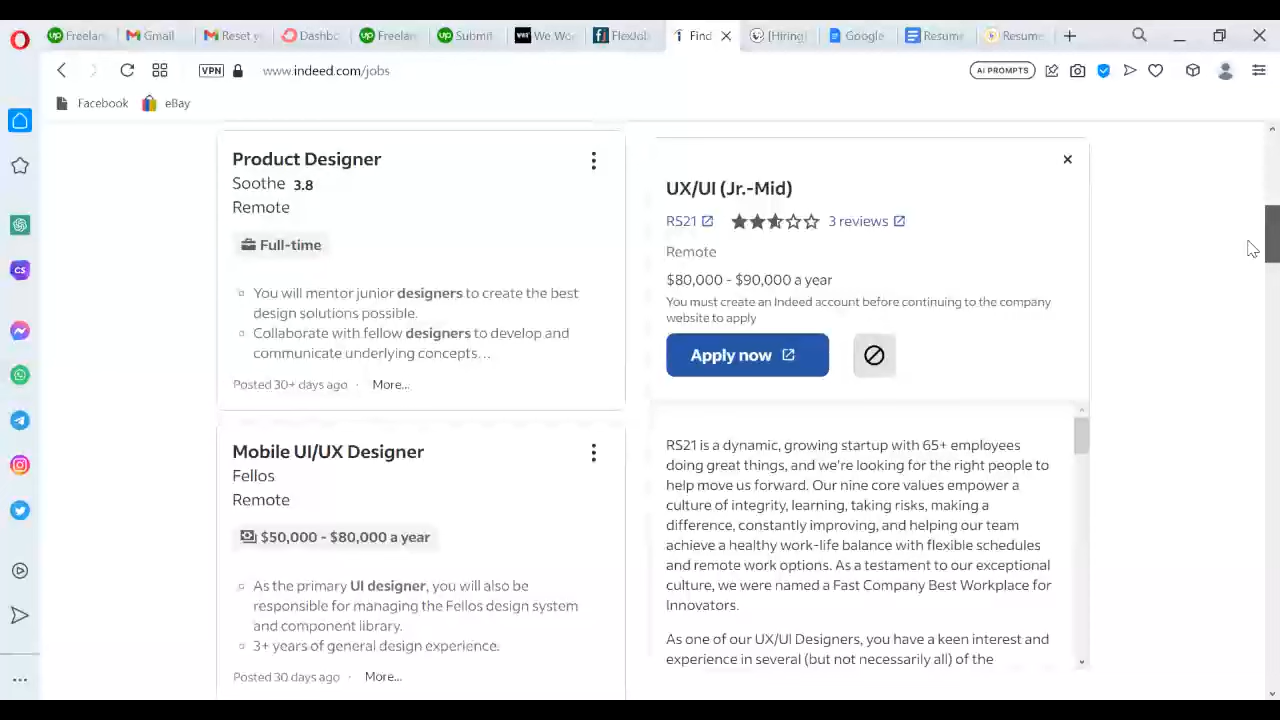 Freelan
Gmail
Reset y
Dashbo
Freelan
Submit
We Wo
FlexJob
Find
[Hiring]
Google
Resume
Resume
VPN
www.indeed.com/jobs
AI PROMPTS
Facebook
eBay
Product Designer
Soothe 3.8
Remote
Full-time
You will mentor junior designers to create the best
design solutions possible.
Collaborate with fellow designers to develop and
communicate underlying concepts...
Posted 30+ days ago · More...
Mobile UI/UX Designer
Fellos
Remote
$50,000 - $80,000 a year
As the primary UI designer, you will also be
responsible for managing the Fellos design system
and component library.
3+ years of general design experience.
Posted 30 days ago · More...
UX/UI (Jr.-Mid)
RS21 3 reviews
Remote
$80,000 - $90,000 a year
You must create an Indeed account before continuing to the company
website to apply
Apply now
RS21 is a dynamic, growing startup with 65+ employees
doing great things, and we're looking for the right people to
help move us forward. Our nine core values empower a
culture of integrity, learning, taking risks, making a
difference, constantly improving, and helping our team
achieve a healthy work-life balance with flexible schedules
and remote work options. As a testament to our exceptional
culture, we were named a Fast Company Best Workplace for
Innovators.
As one of our UX/UI Designers, you have a keen interest and
experience in several (but not necessarily all) of the